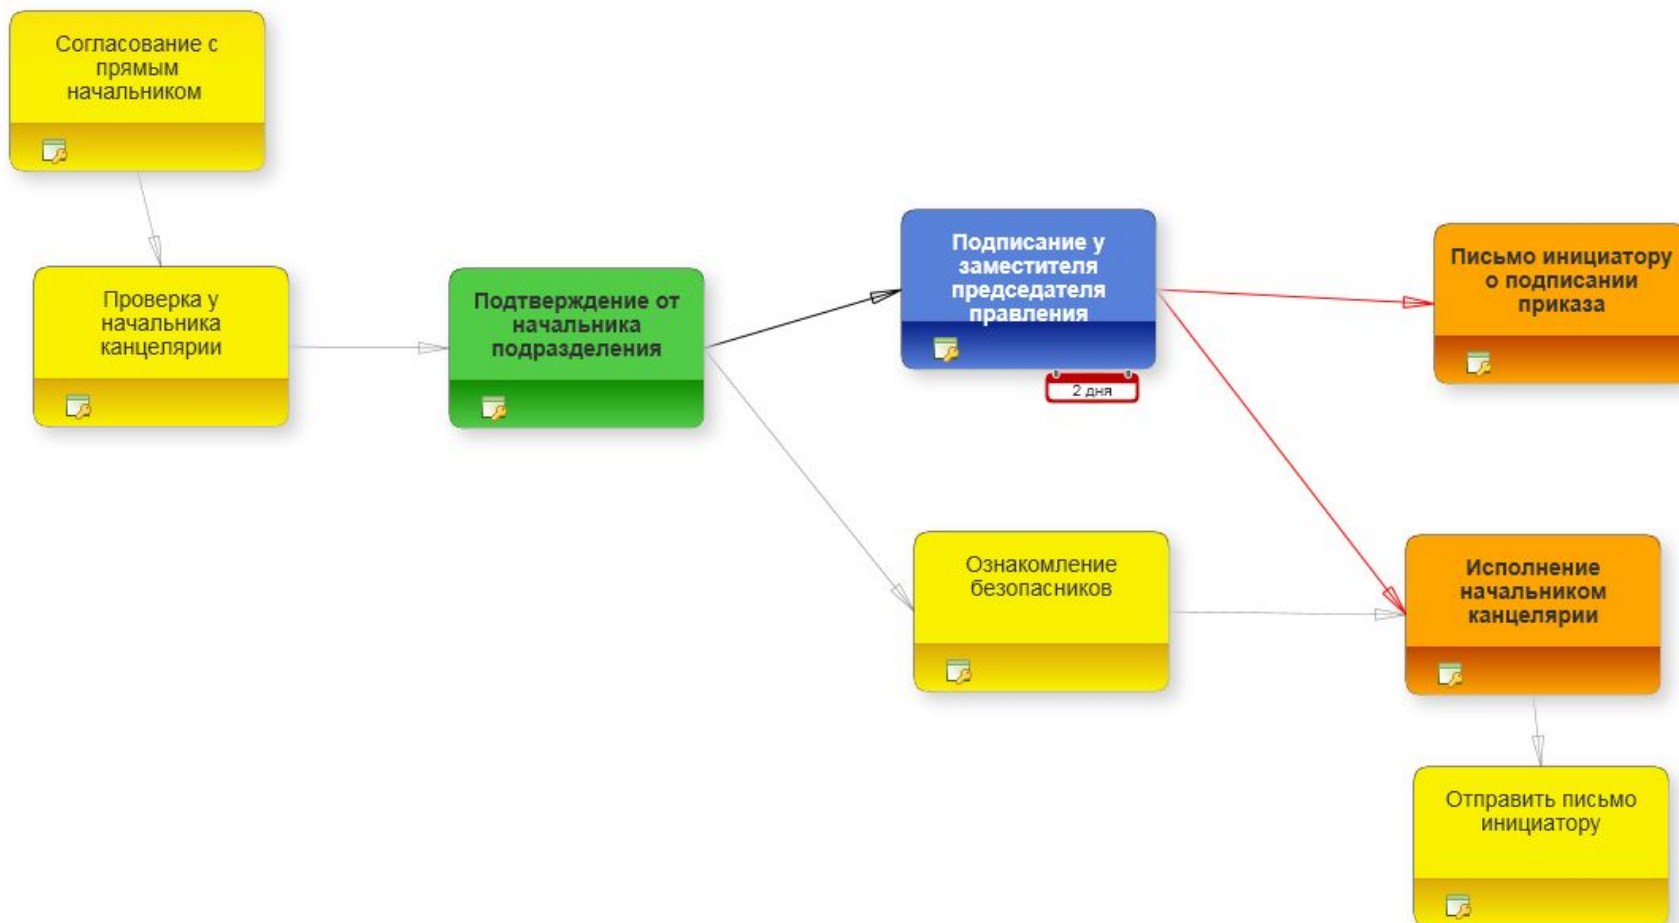 Согласование с
прямым
начальником
Проверка у
начальника
канцелярии
Подтверждение от
начальника
подразделения
Подписание у
заместителя
председателя
правления
2 дня
Письмо инициатору
о подписании
приказа
Ознакомление
безопасников
Исполнение
начальником
канцелярии
Отправить письмо
инициатору